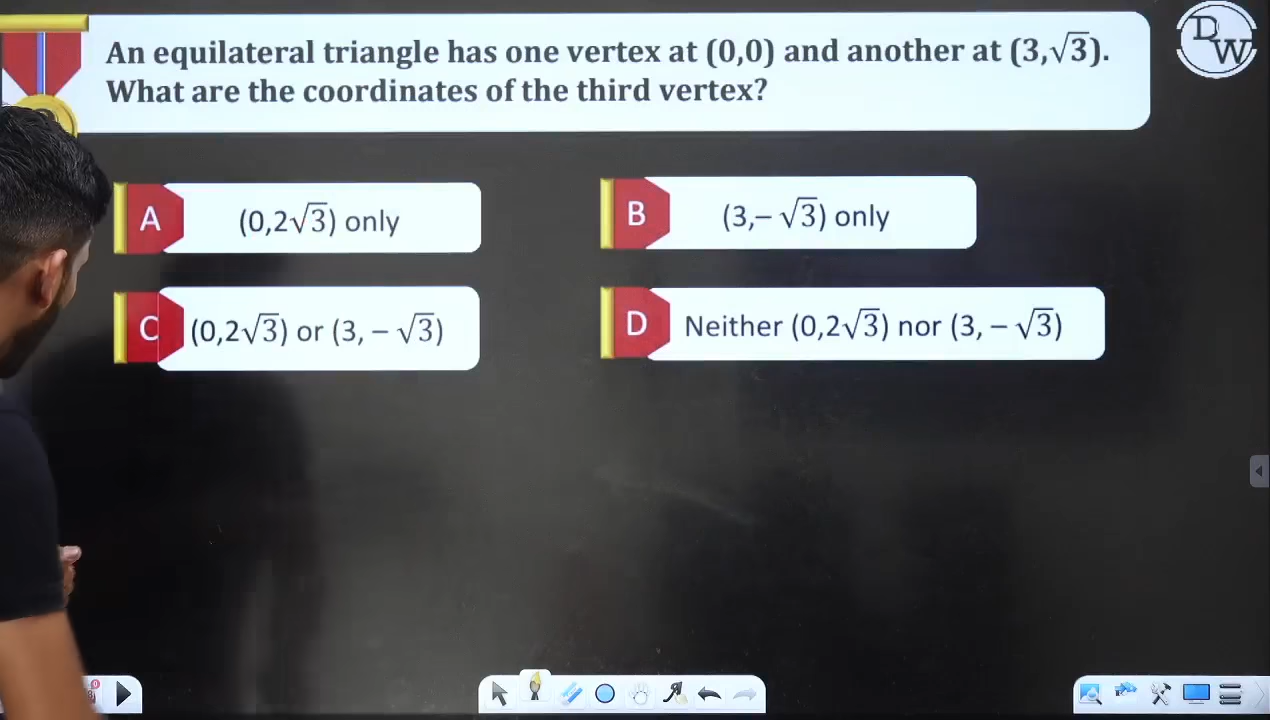 An equilateral triangle has one vertex at (0,0) and another at (3,√3).
What are the coordinates of the third vertex?
DW
A (0,2√3) only
B (3,– √3) only
C (0,2√3) or (3, – √3)
D Neither (0,2√3) nor (3, – √3)